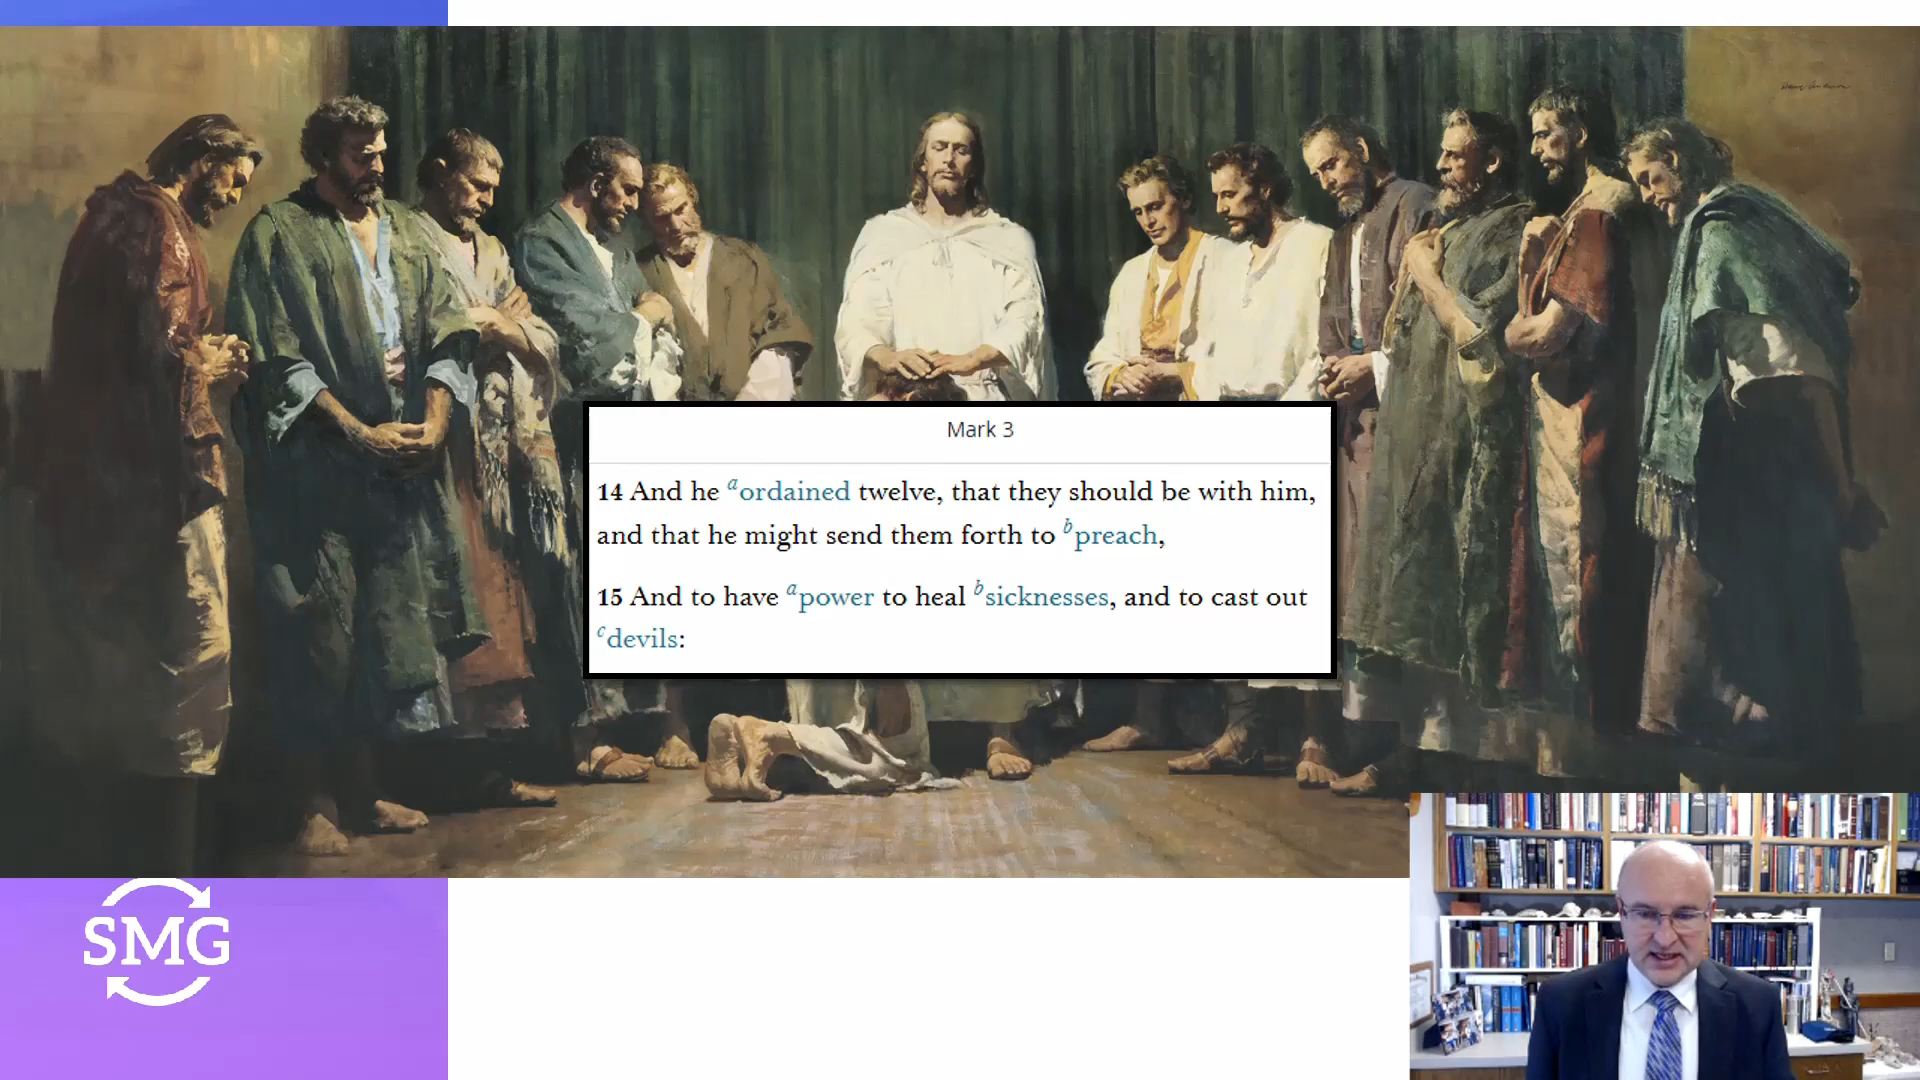 Mark 3
14 And he ᵃordained twelve, that they should be with him,
and that he might send them forth to ᵇpreach,
15 And to have ᵃpower to heal ᵇsicknesses, and to cast out
ᶜdevils:
SMG